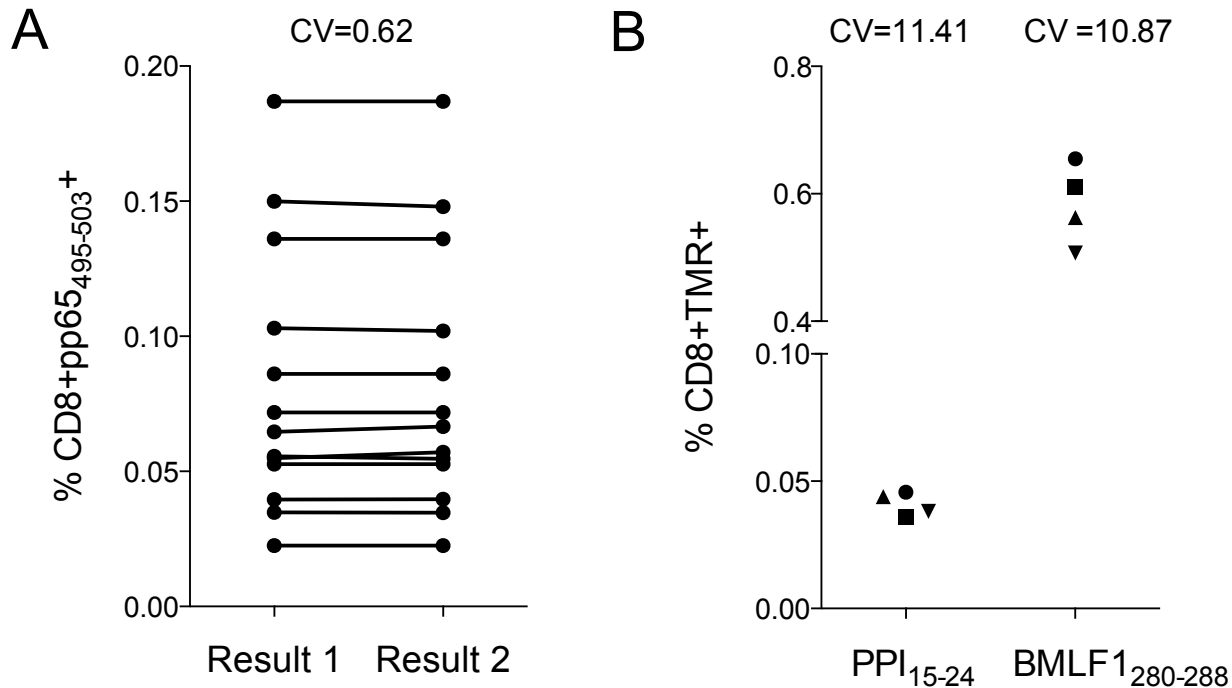 A
CV=0.62
% CD8+pp65495-503+
0.20
0.15
0.10
0.05
0.00
Result 1 Result 2
B
CV=11.41 CV =10.87
% CD8+TMR+
0.8
0.6
0.4
0.10
0.05
0.00
PPI15-24 BMLF1280-288